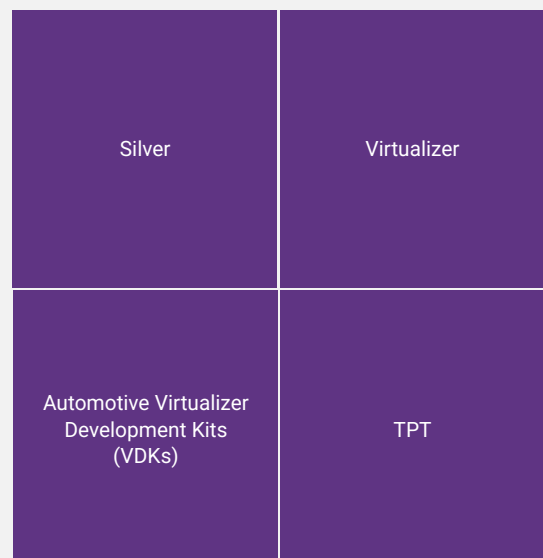 Silver
Virtualizer
Automotive Virtualizer
Development Kits
(VDKs)
TPT